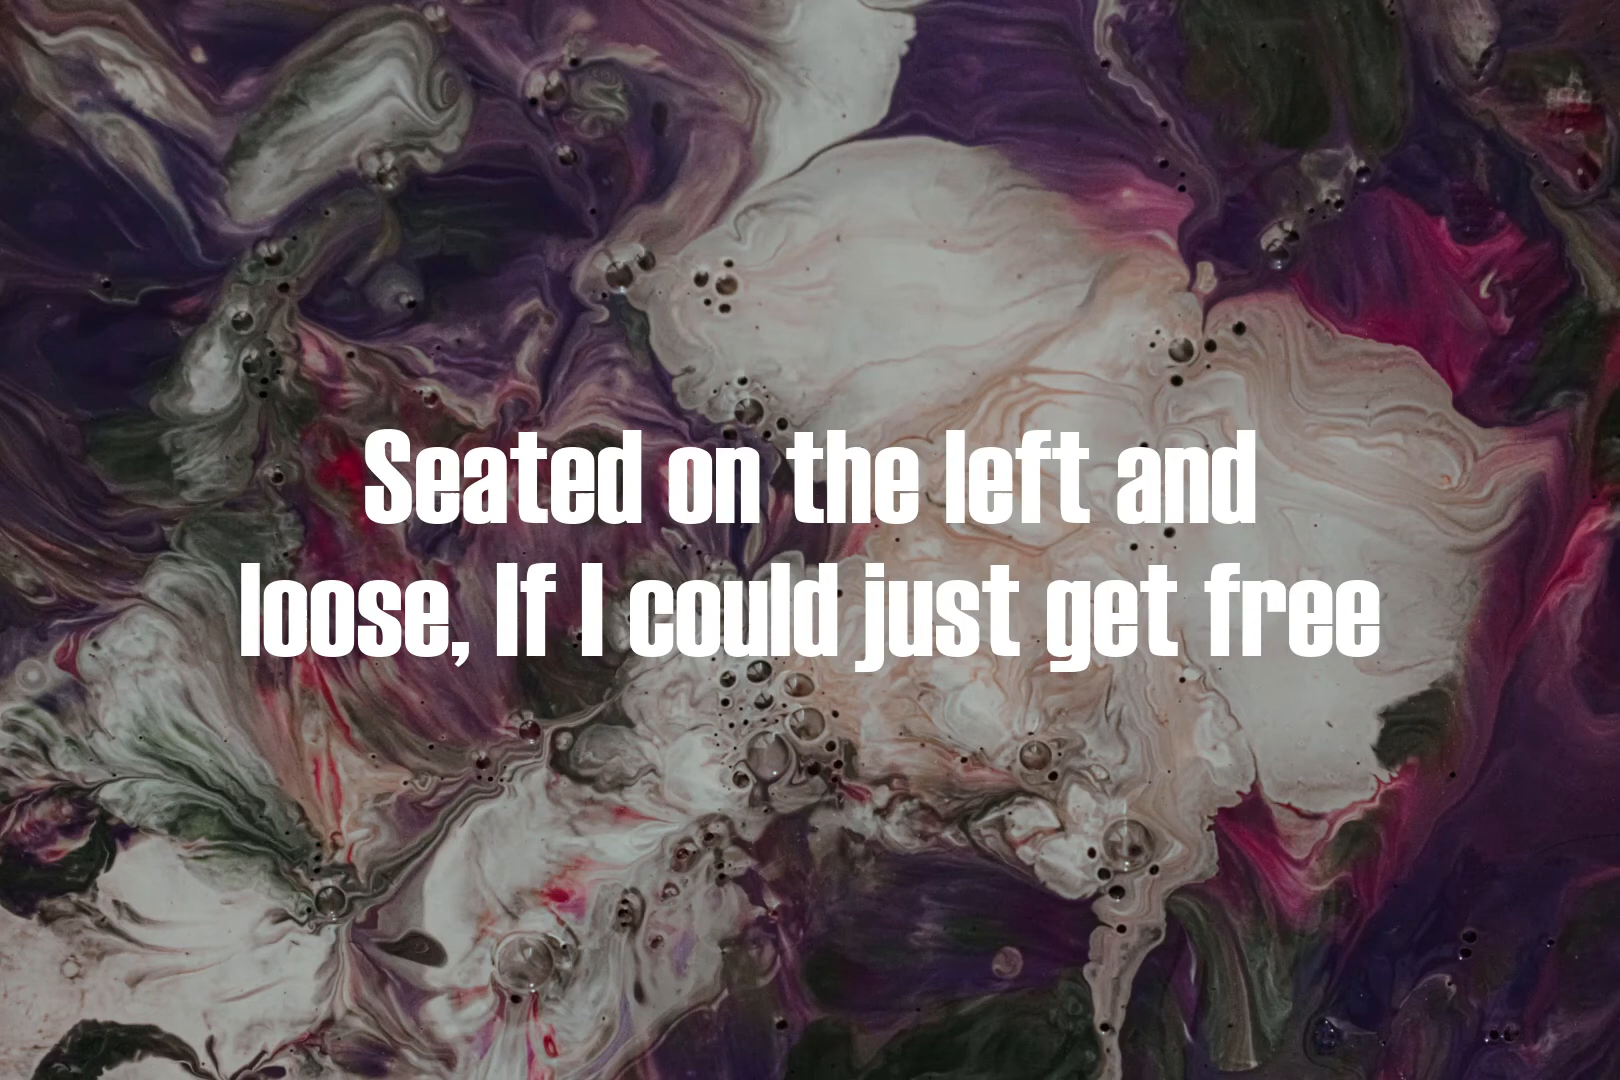 Seated on the left and
loose, If I could just get free